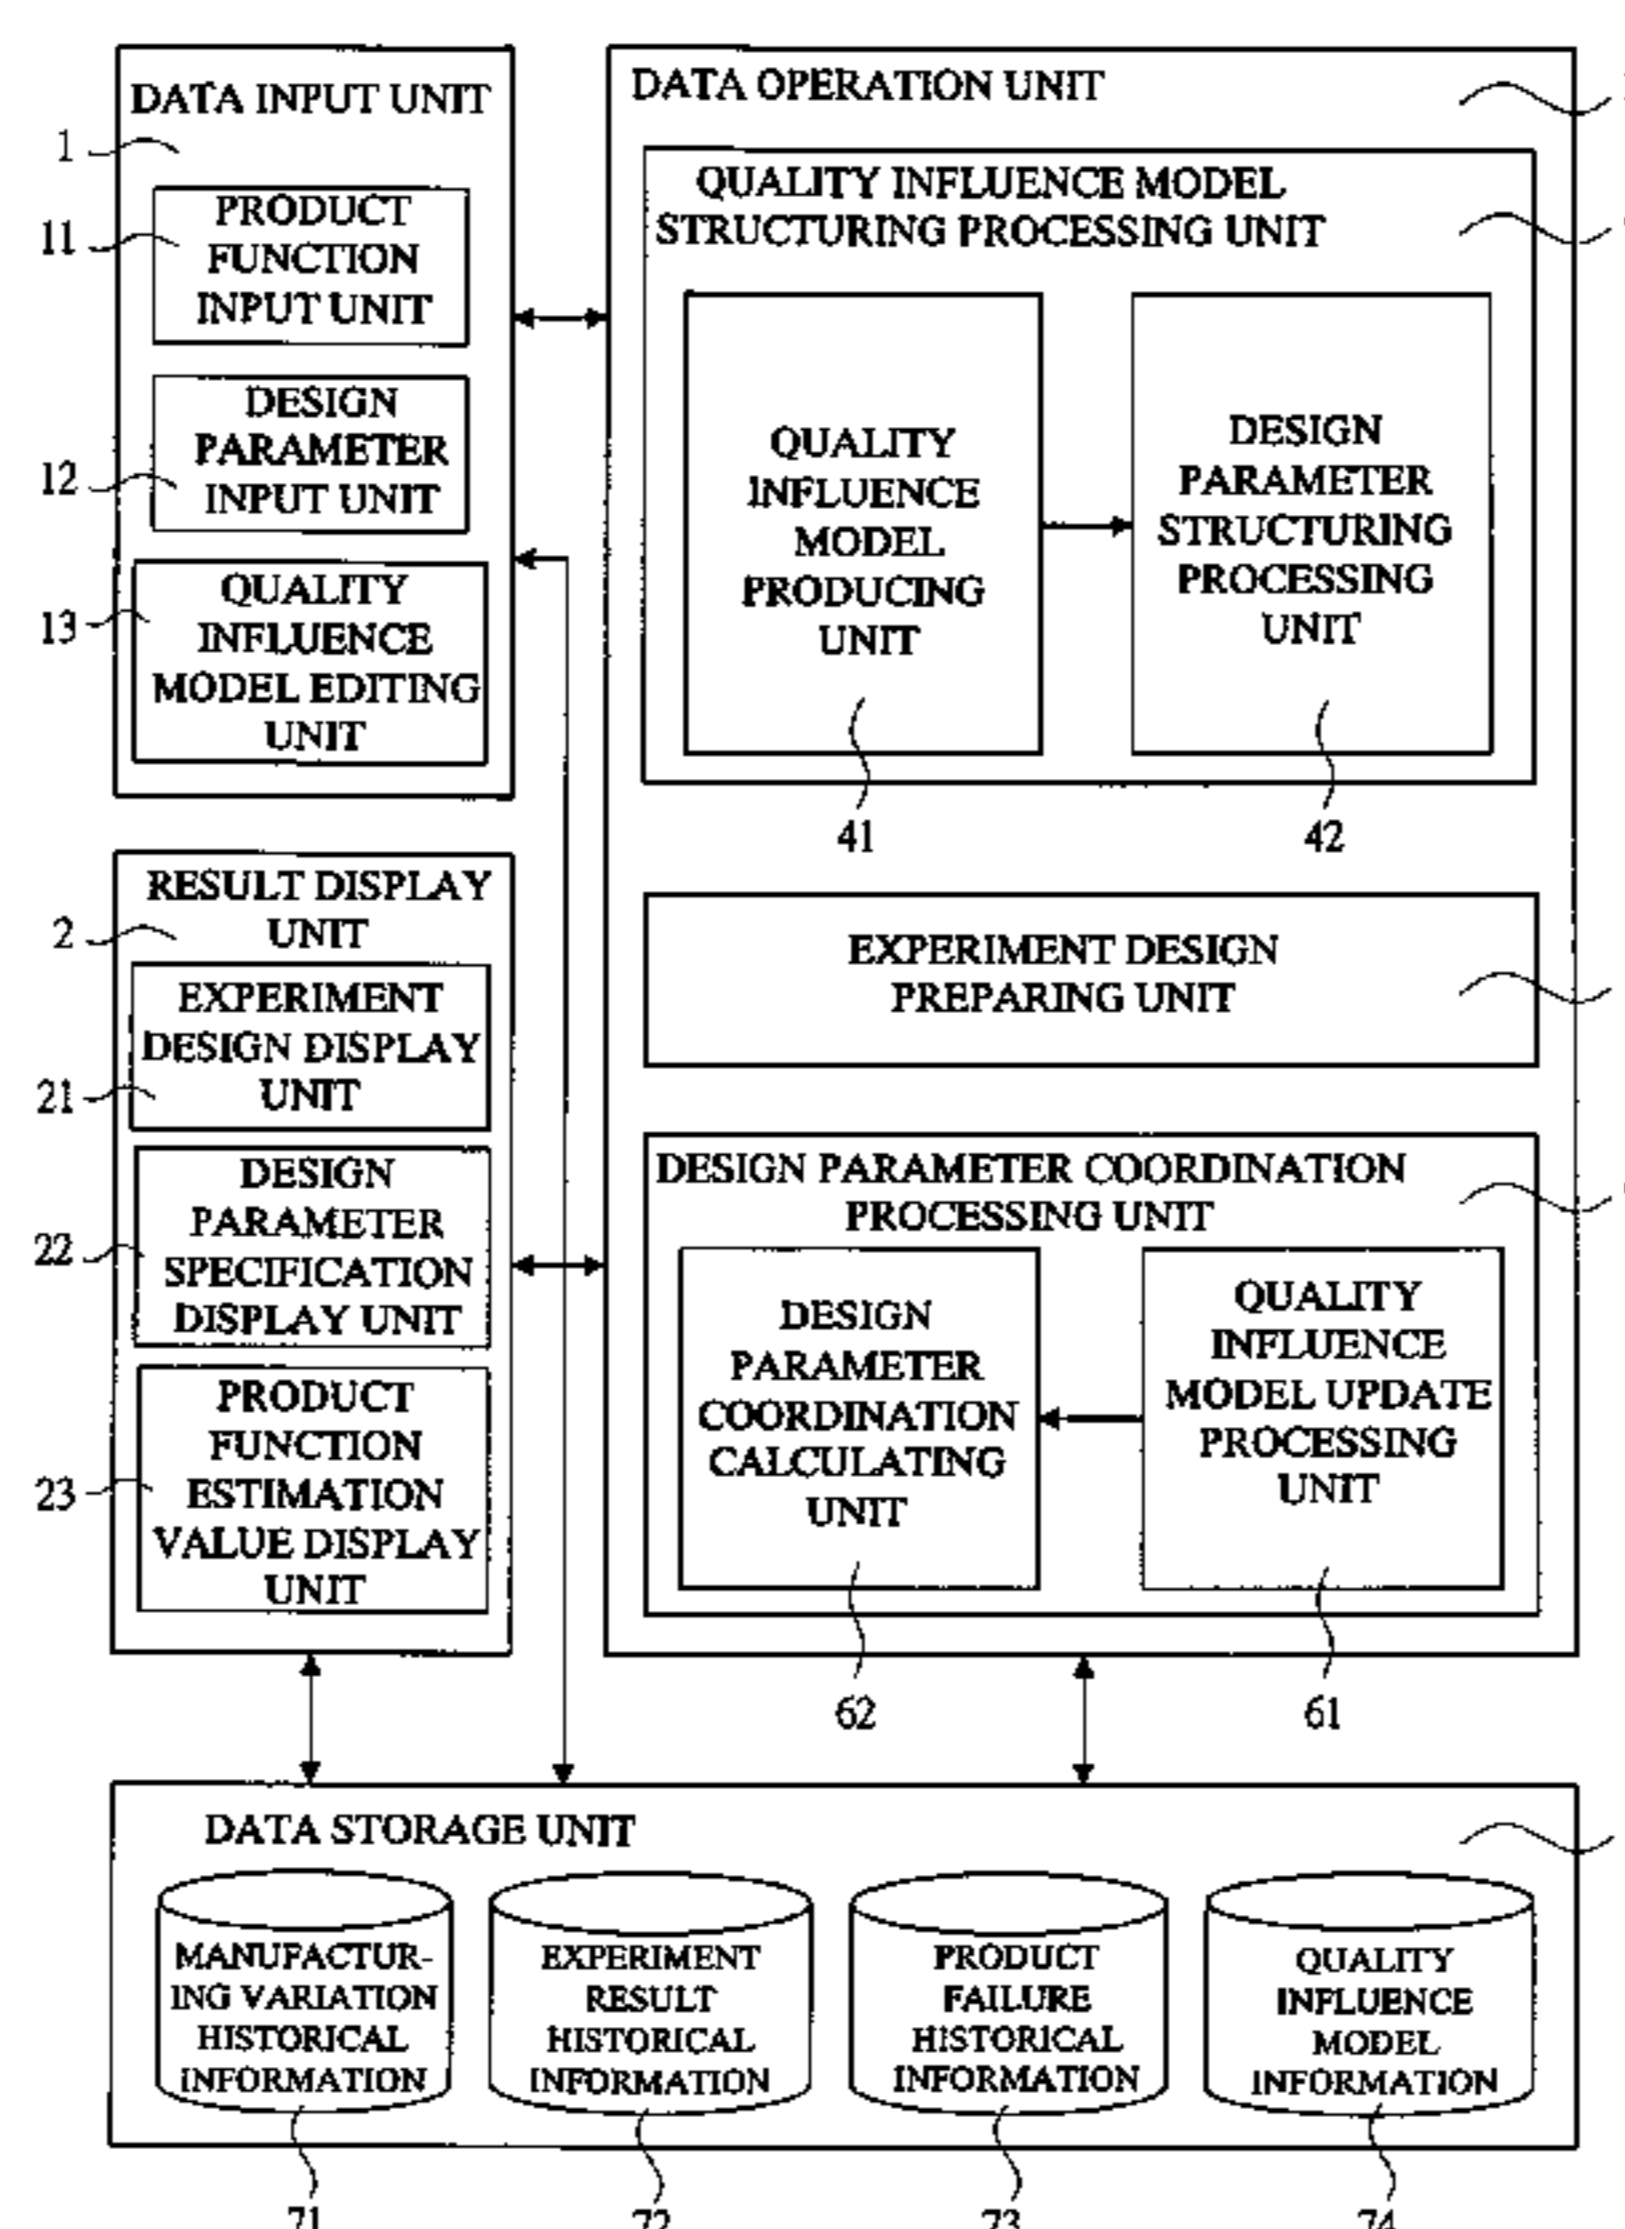 DATA INPUT UNIT
1
PRODUCT
FUNCTION
INPUT UNIT
11
DESIGN
PARAMETER
INPUT UNIT
12
QUALITY
INFLUENCE
MODEL EDITING
UNIT
13
RESULT DISPLAY
UNIT
2
EXPERIMENT
DESIGN DISPLAY
UNIT
21
DESIGN
PARAMETER
SPECIFICATION
DISPLAY UNIT
22
PRODUCT
FUNCTION
ESTIMATION
VALUE DISPLAY
UNIT
23
DATA OPERATION UNIT
QUALITY INFLUENCE MODEL
STRUCTURING PROCESSING UNIT
QUALITY
INFLUENCE
MODEL
PRODUCING
UNIT
41
DESIGN
PARAMETER
STRUCTURING
PROCESSING
UNIT
42
EXPERIMENT DESIGN
PREPARING UNIT
DESIGN PARAMETER COORDINATION
PROCESSING UNIT
DESIGN
PARAMETER
COORDINATION
CALCULATING
UNIT
62
QUALITY
INFLUENCE
MODEL UPDATE
PROCESSING
UNIT
61
DATA STORAGE UNIT
MANUFACTUR-
ING VARIATION
HISTORICAL
INFORMATION
71
EXPERIMENT
RESULT
HISTORICAL
INFORMATION
72
PRODUCT
FAILURE
HISTORICAL
INFORMATION
73
QUALITY
INFLUENCE
MODEL
INFORMATION
74